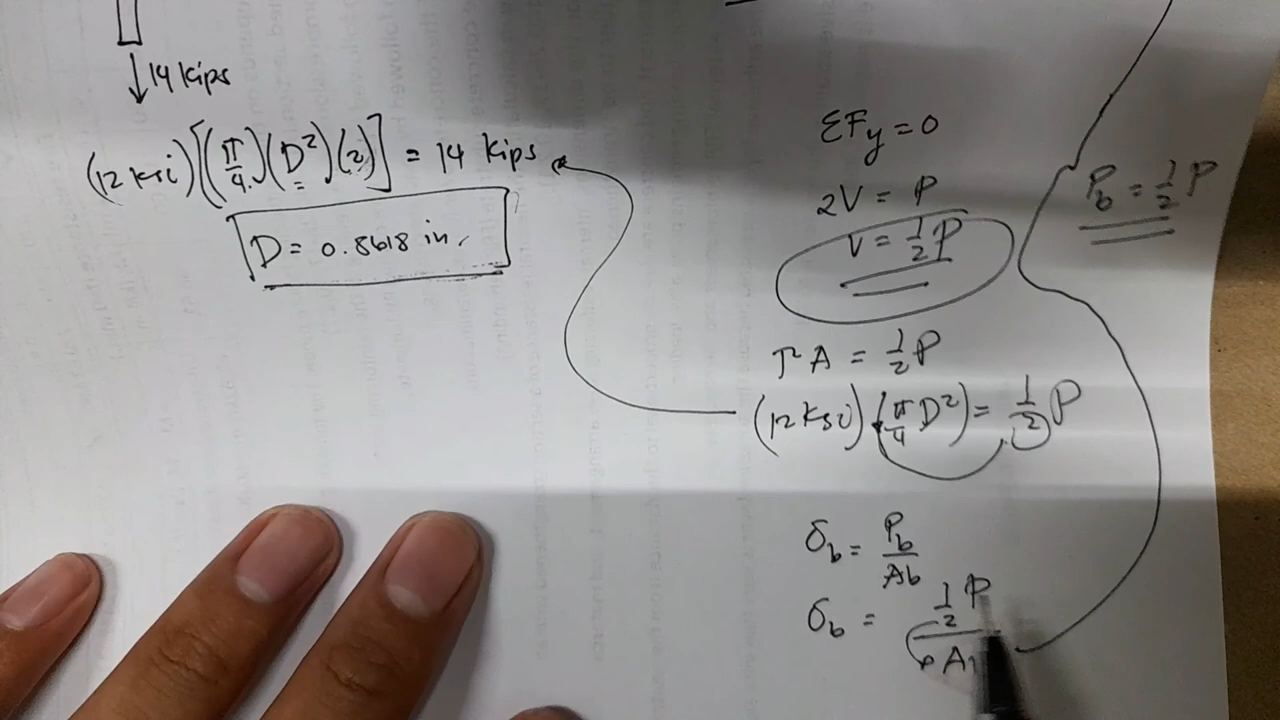 ↓14 kips
(12 ksi)[(π/4)(D²)(2)] = 14 kips
D = 0.8618 in.
ΣFy = 0
2V = P
V = 1/2 P
Pb = 1/2 P
τ A = 1/2 P
(12 ksi)(π/4 D²) = 1/2 P
σb = Pb/Ab
σb = 1/2 P / A